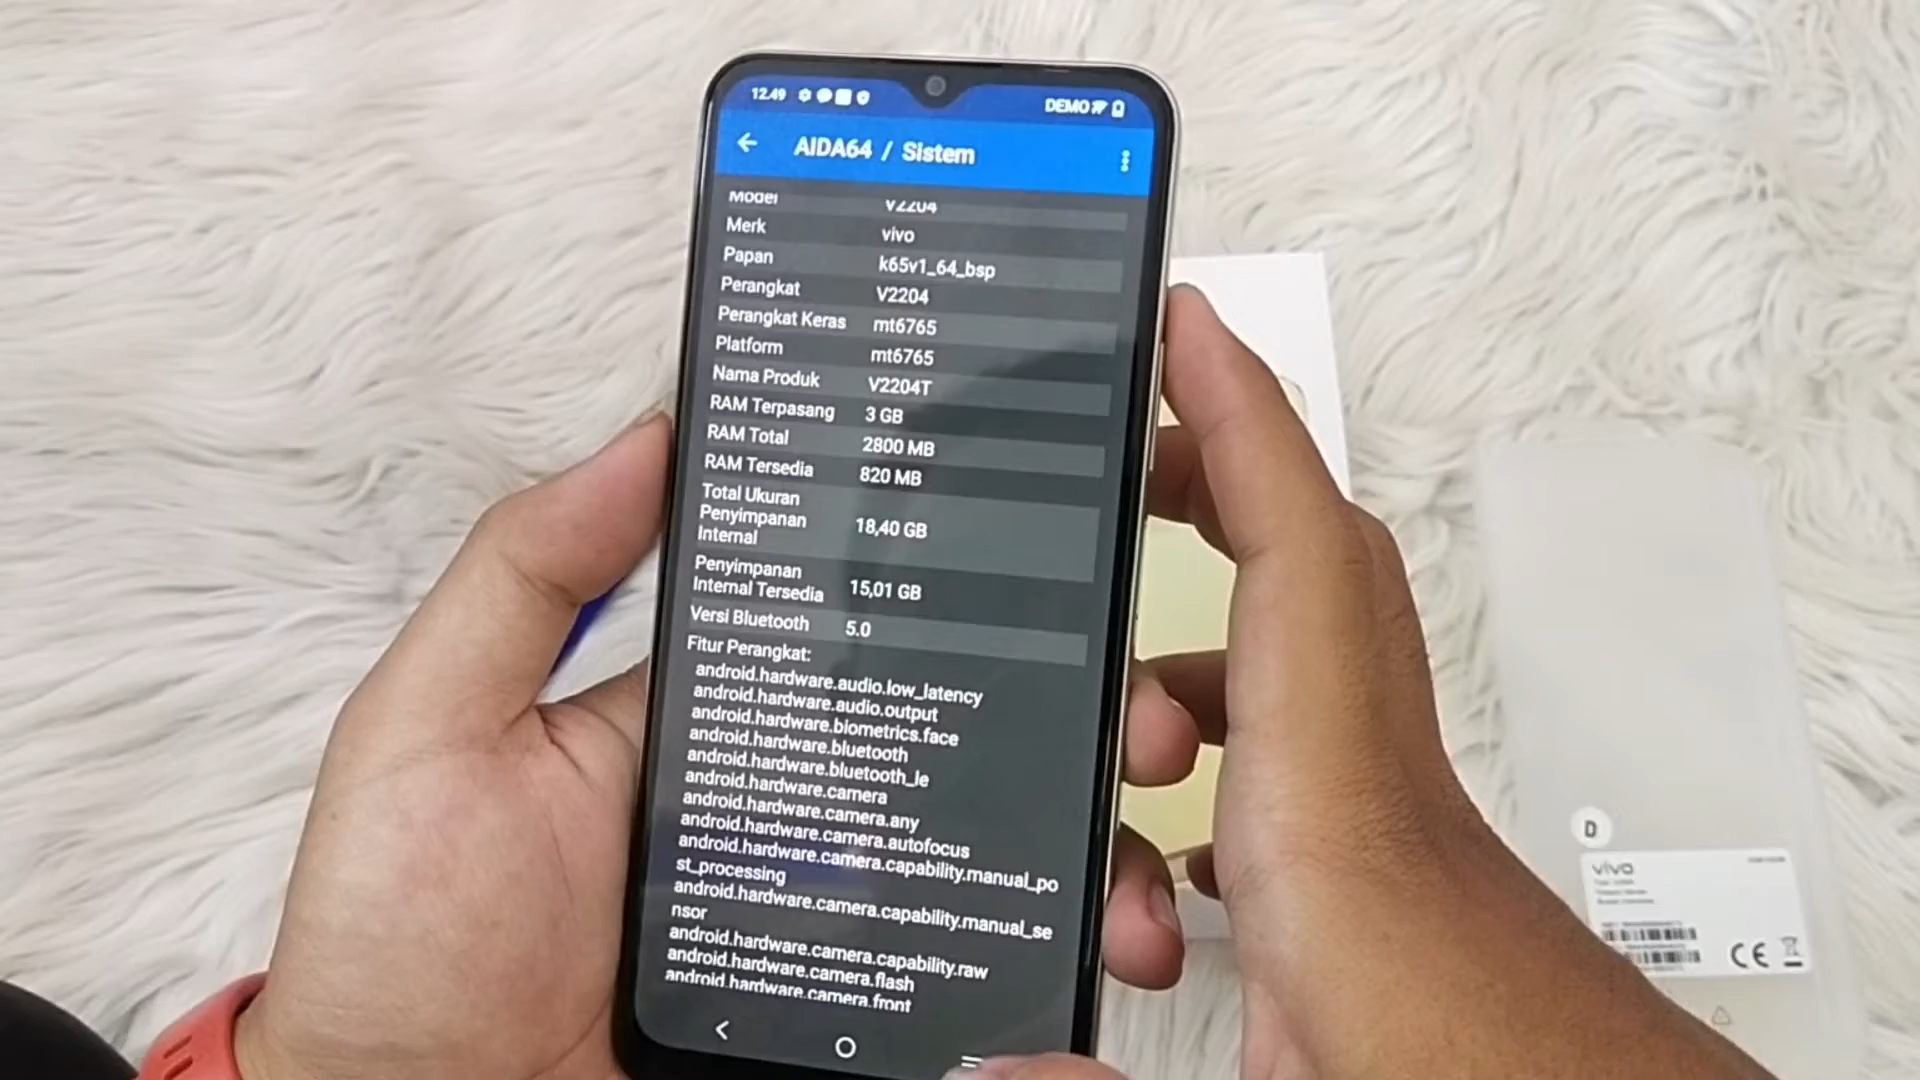 12.49 DEMO
AIDA64 / Sistem
Model V2204
Merk vivo
Papan k65v1_64_bsp
Perangkat V2204
Perangkat Keras mt6765
Platform mt6765
Nama Produk V2204T
RAM Terpasang 3 GB
RAM Total 2800 MB
RAM Tersedia 820 MB
Total Ukuran
Penyimpanan 18,40 GB
Internal
Penyimpanan
Internal Tersedia 15,01 GB
Versi Bluetooth 5.0
Fitur Perangkat:
android.hardware.audio.low_latency
android.hardware.audio.output
android.hardware.biometrics.face
android.hardware.bluetooth
android.hardware.bluetooth_le
android.hardware.camera
android.hardware.camera.any
android.hardware.camera.autofocus
android.hardware.camera.capability.manual_po
st_processing
android.hardware.camera.capability.manual_se
nsor
android.hardware.camera.capability.raw
android.hardware.camera.flash
android.hardware.camera.front
D
vivo
CE